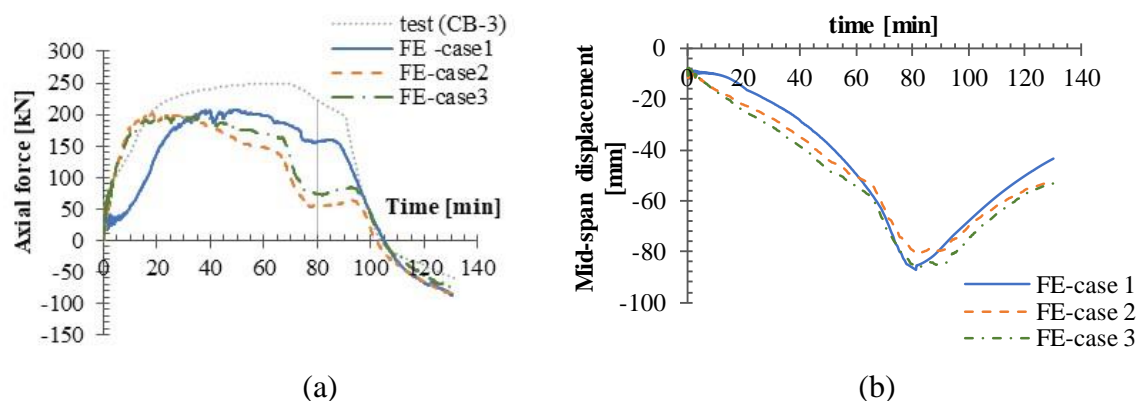 test (CB-3)
FE -case1
FE-case2
FE-case3
300
250
200
150
100
50
0
-50
-100
-150
Axial force [kN]
Time [min]
0 20 40 60 80 100 120 140
(a)
time [min]
0 20 40 60 80 100 120 140
0
-20
-40
-60
-80
-100
Mid-span displacement
[mm]
FE-case 1
FE-case 2
FE-case 3
(b)